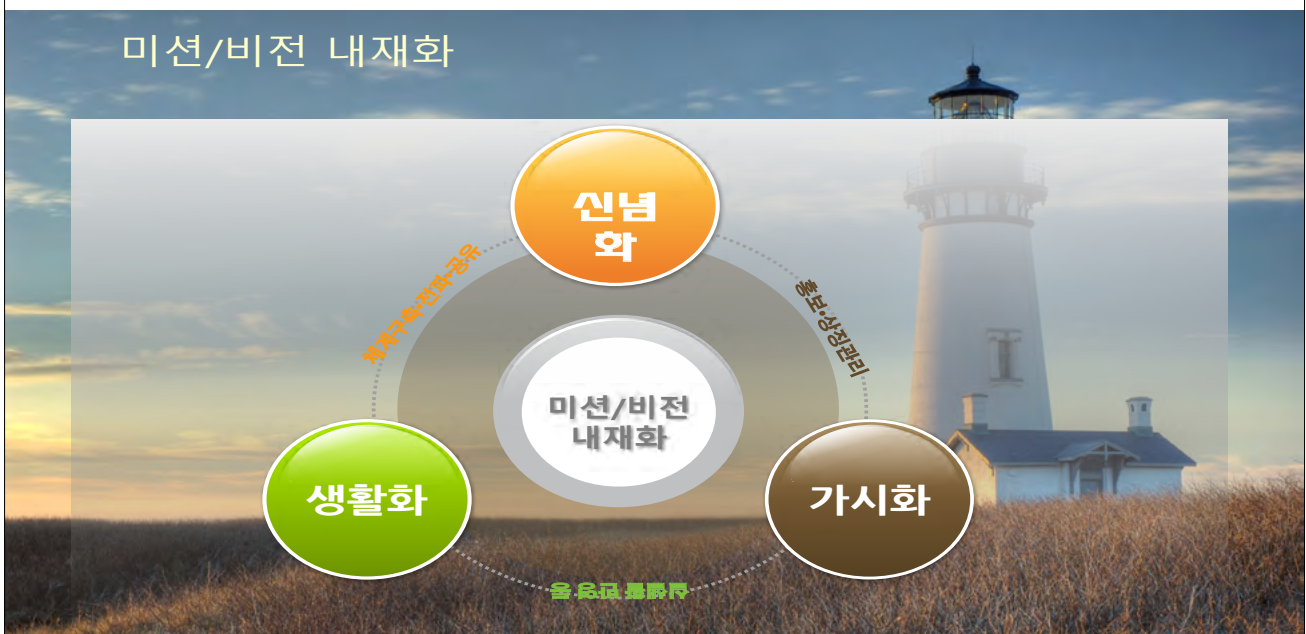 미션/비전 내재화
신념
화
체계구축•전파•공유
홍보•상징관리
미션/비전
내재화
생활화
가시화